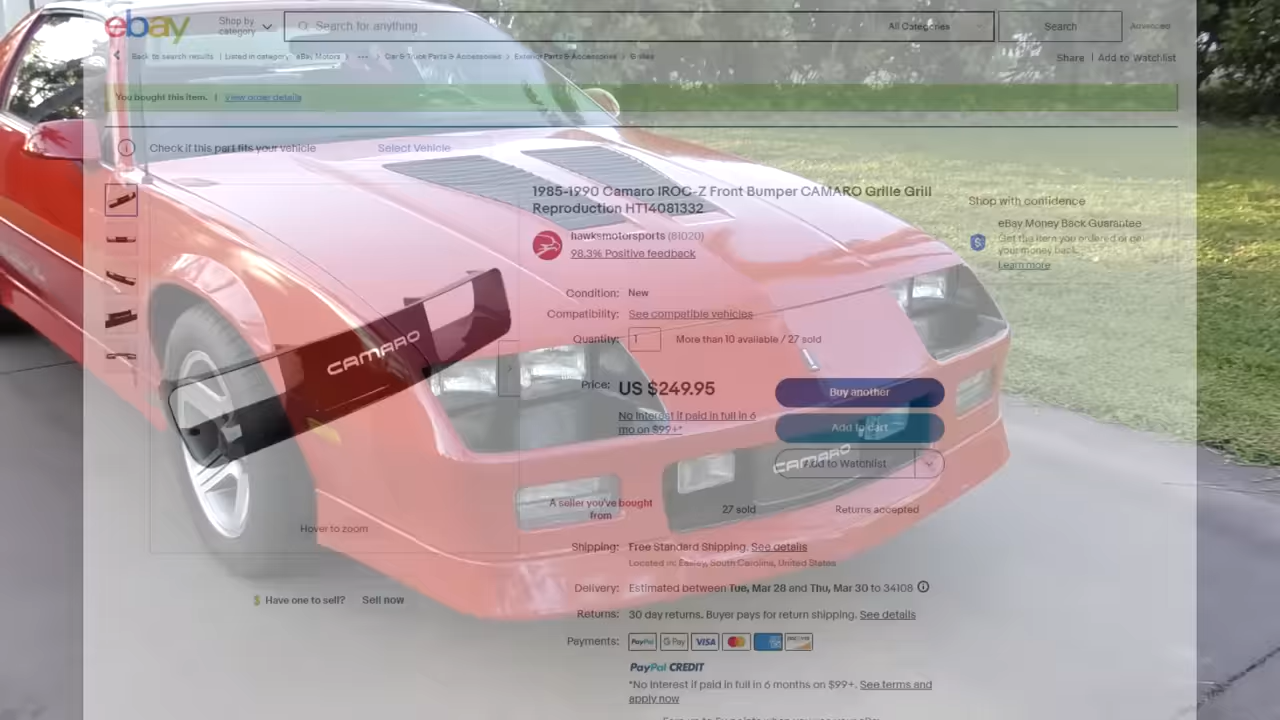 ebay
Shop by
category
Search for anything
All Categories
Search
Advanced
Back to search results | Listed in category: eBay Motors > ... > Car & Truck Parts & Accessories > Exterior Parts & Accessories > Grilles
Share | Add to Watchlist
You bought this item. | View order details
Check if this part fits your vehicle
Select Vehicle
1985-1990 Camaro IROC-Z Front Bumper CAMARO Grille Grill
Reproduction HT14081332
hawksmotorsports (81020)
98.3% Positive feedback
Shop with confidence
eBay Money Back Guarantee
Get the item you ordered or get
your money back.
Learn more
Condition: New
Compatibility: See compatible vehicles
Quantity: 1 More than 10 available / 27 sold
CAMARO
Price: US $249.95
No Interest if paid in full in 6
mo on $99+*
Buy another
Add to cart
Add to Watchlist
CAMARO
A seller you've bought
from
27 sold
Returns accepted
Hover to zoom
Shipping: Free Standard Shipping. See details
Located in: Easley, South Carolina, United States
Delivery: Estimated between Tue, Mar 28 and Thu, Mar 30 to 34108
$ Have one to sell? Sell now
Returns: 30 day returns. Buyer pays for return shipping. See details
Payments: PayPal G Pay VISA
PayPal CREDIT
*No Interest if paid in full in 6 months on $99+. See terms and
apply now